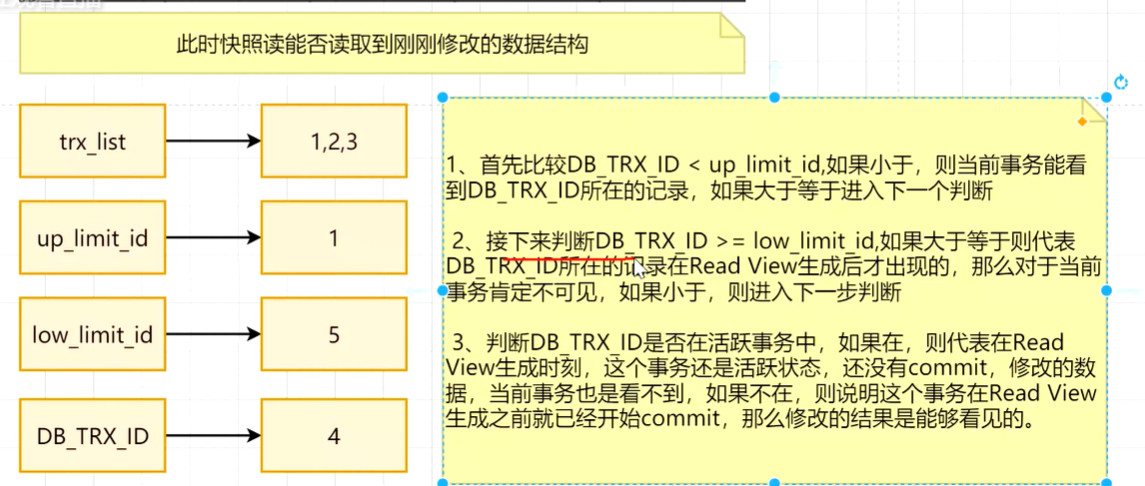 此时快照读能否读取到刚刚修改的数据结构
trx_list
1,2,3
up_limit_id
1
low_limit_id
5
DB_TRX_ID
4
1、首先比较DB_TRX_ID < up_limit_id,如果小于，则当前事务能看
到DB_TRX_ID所在的记录，如果大于等于进入下一个判断
2、接下来判断DB_TRX_ID >= low_limit_id,如果大于等于则代表
DB_TRX_ID所在的记录在Read View生成后才出现的，那么对于当前
事务肯定不可见，如果小于，则进入下一步判断
3、判断DB_TRX_ID是否在活跃事务中，如果在，则代表在Read
View生成时刻，这个事务还是活跃状态，还没有commit，修改的数
据，当前事务也是看不到，如果不在，则说明这个事务在Read View
生成之前就已经开始commit，那么修改的结果是能够看见的。